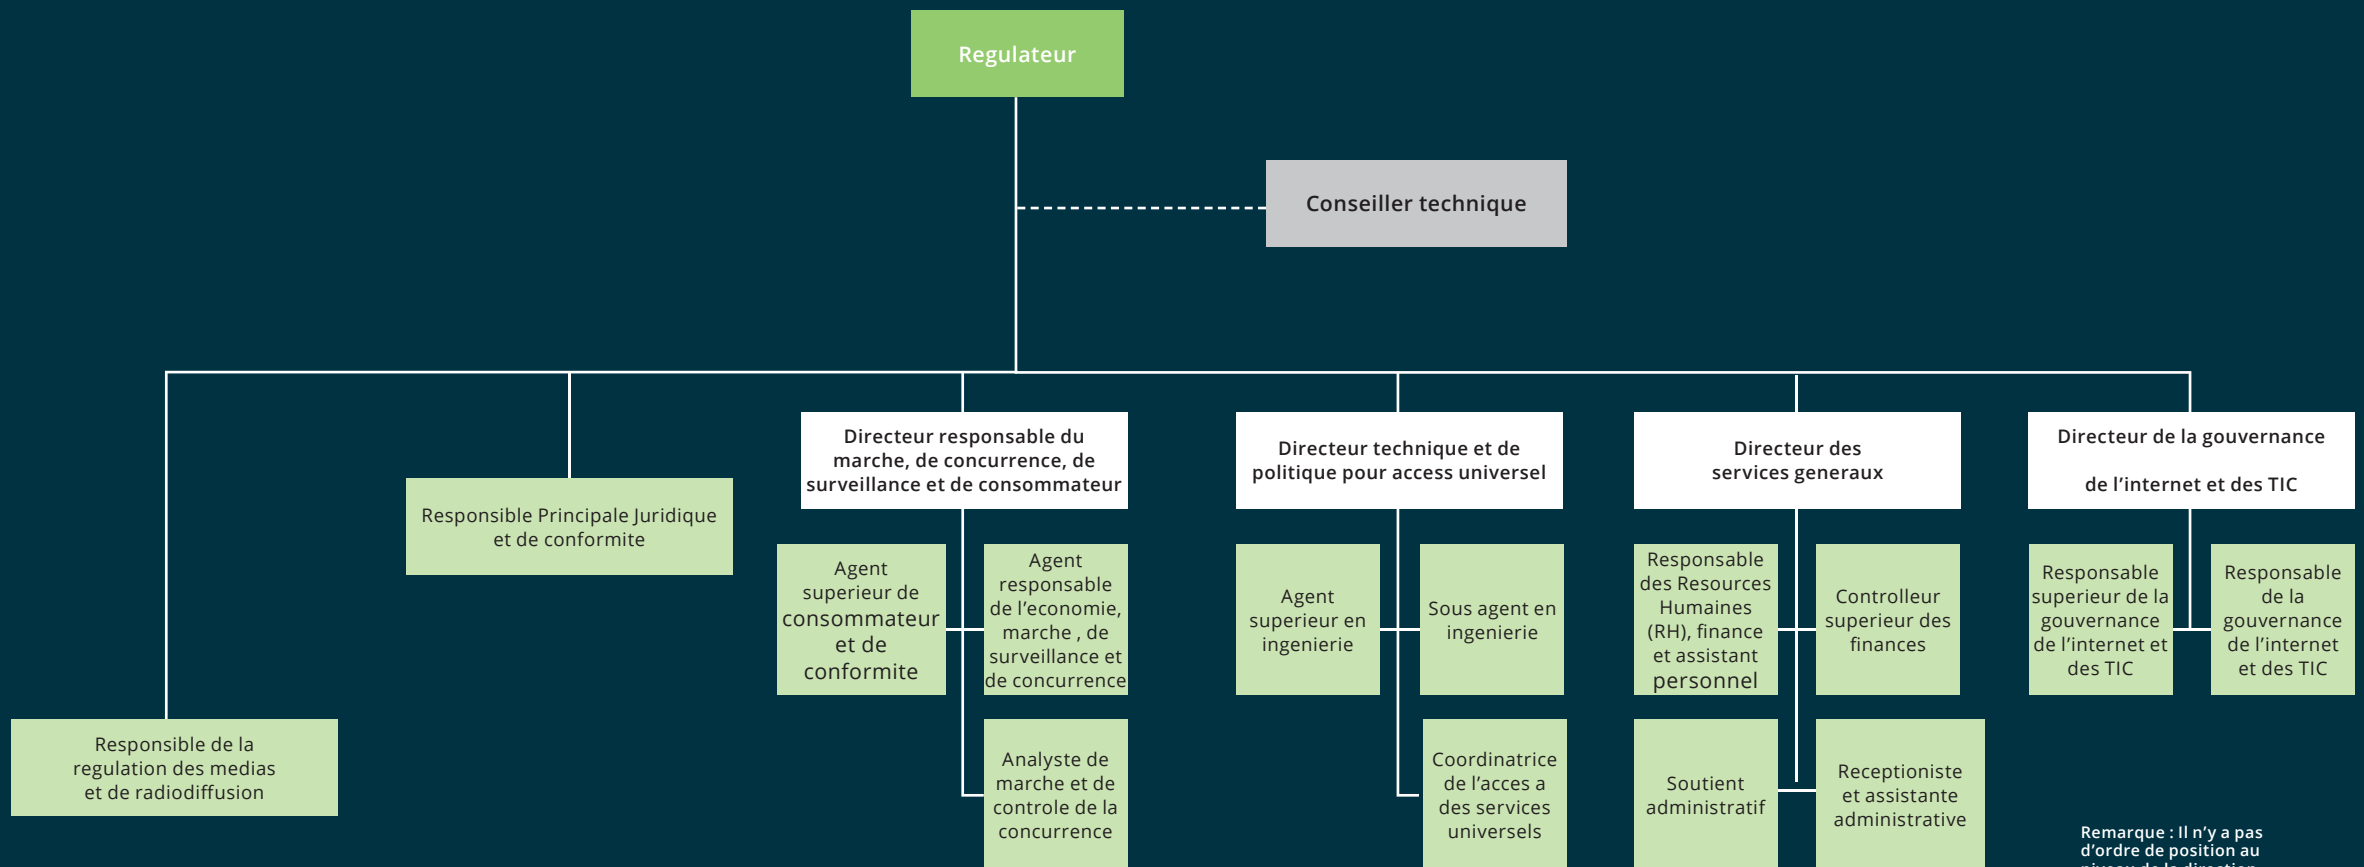 Regulateur
Conseiller technique
Directeur responsable du
marche, de concurrence, de
surveillance et de consommateur
Directeur technique et de
politique pour access universel
Directeur des
services generaux
Directeur de la gouvernance
de l’internet et des TIC
Responsible Principale Juridique
et de conformite
Agent
superieur de
consommateur
et de
conformite
Agent
responsable
de l’economie,
marche , de
surveillance et
de concurrence
Agent
superieur en
ingenierie
Sous agent en
ingenierie
Responsable
des Resources
Humaines
(RH), finance
et assistant
personnel
Controlleur
superieur des
finances
Responsable
superieur de la
gouvernance
de l’internet et
des TIC
Responsable
de la
gouvernance
de l’internet
et des TIC
Responsible de la
regulation des medias
et de radiodiffusion
Analyste de
marche et de
controle de la
concurrence
Coordinatrice
de l’acces a
des services
universels
Soutient
administratif
Receptioniste
et assistante
administrative
Remarque : Il n’y a pas
d’ordre de position au
niveau de la direction